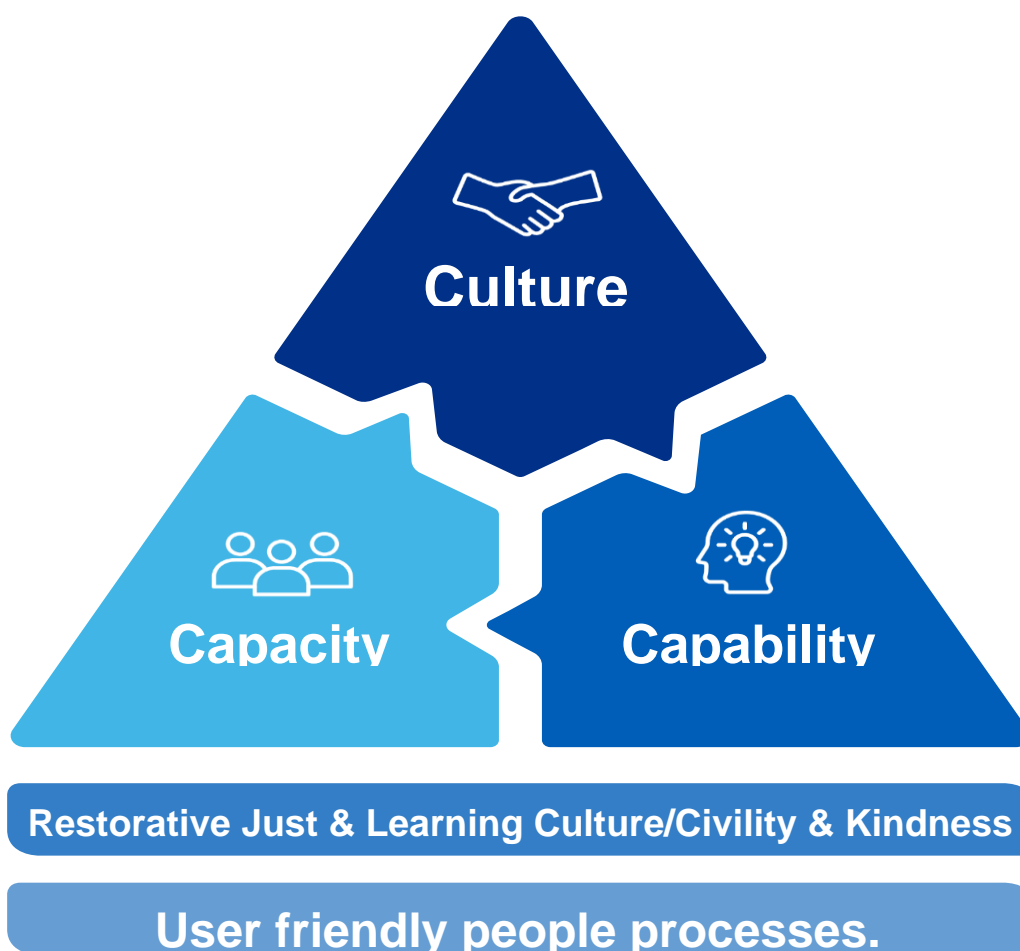 Culture
Capacity
Capability
Restorative Just & Learning Culture/Civility & Kindness
User friendly people processes.